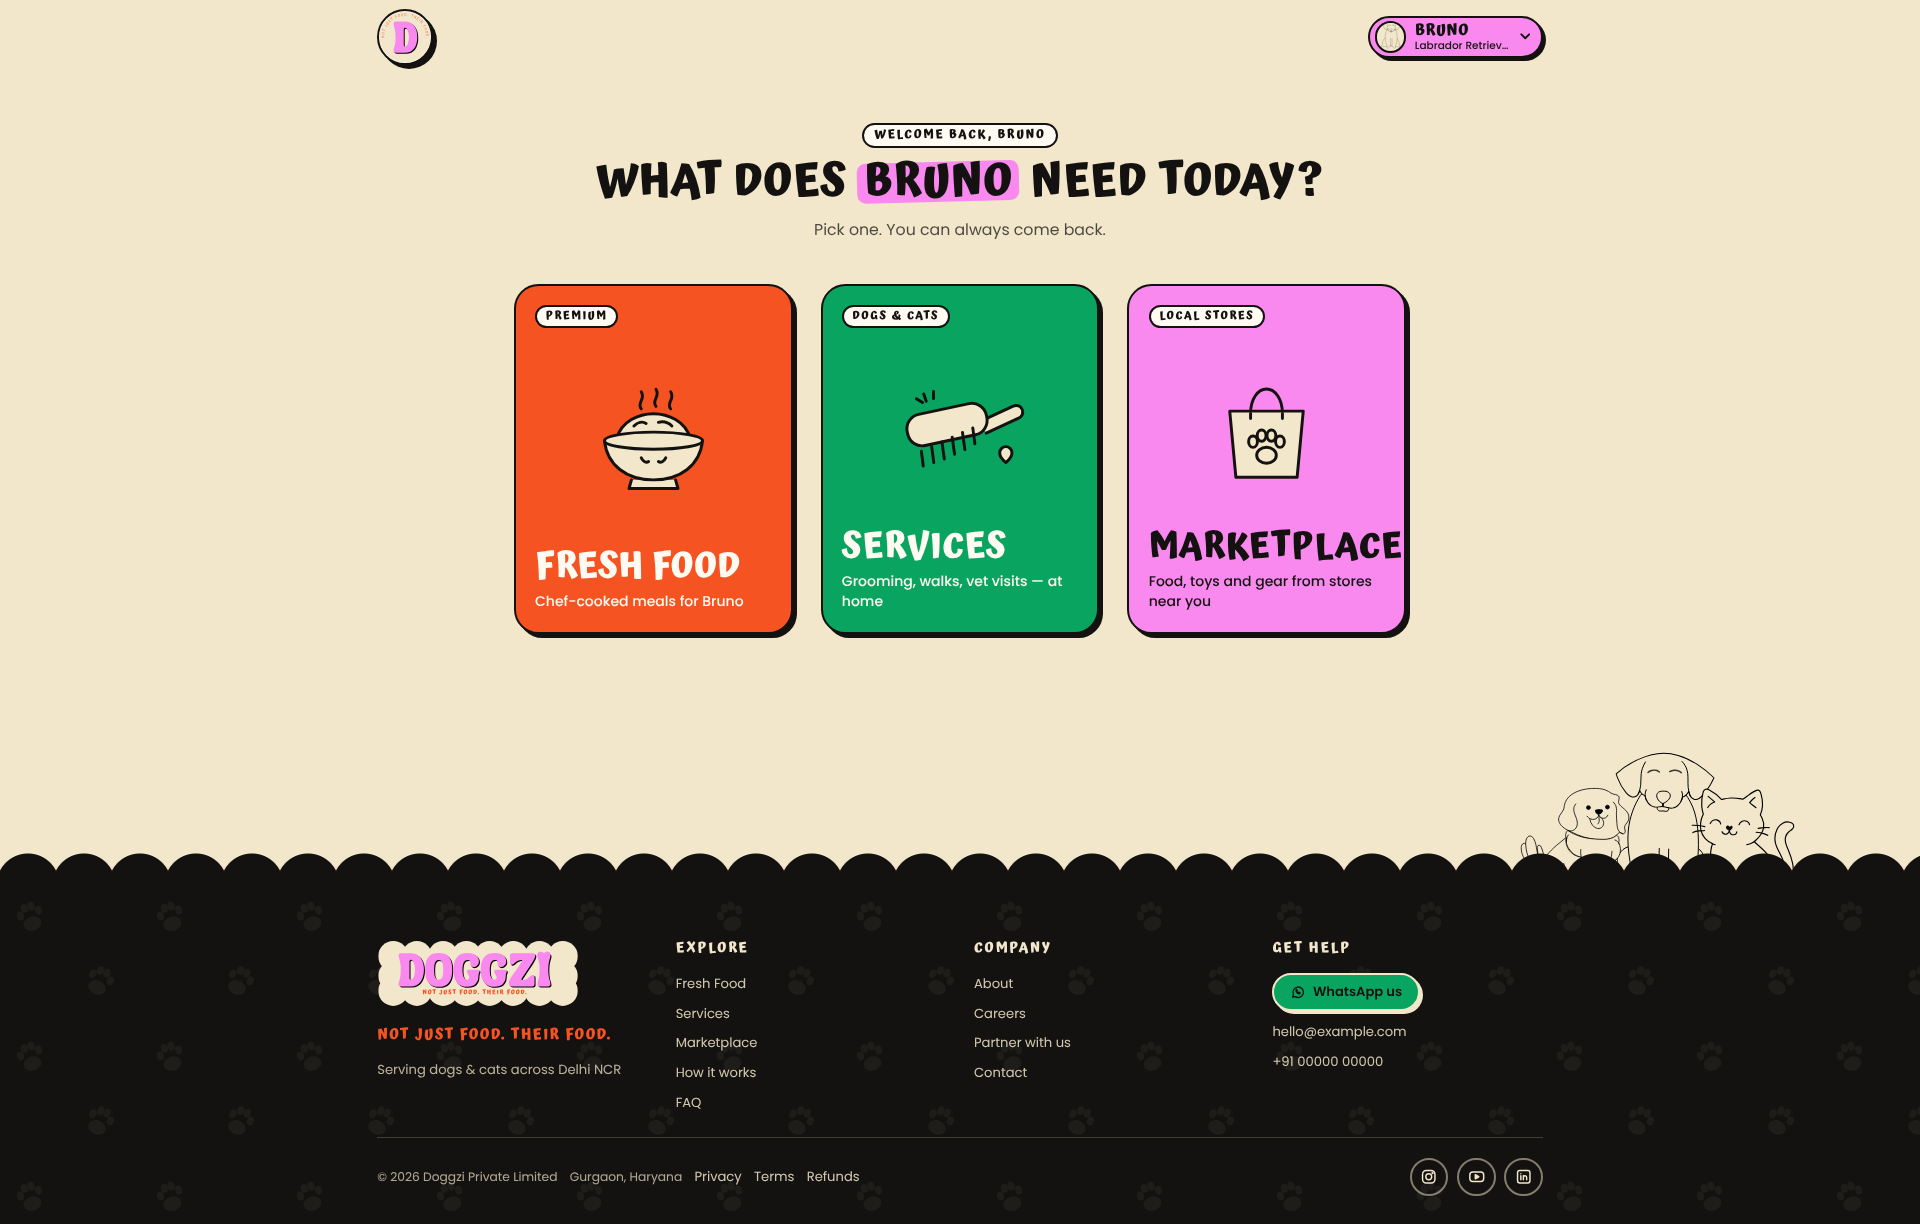 D
BRUNO
Labrador Retriev...
WELCOME BACK, BRUNO
WHAT DOES BRUNO NEED TODAY?
Pick one. You can always come back.
PREMIUM
FRESH FOOD
Chef-cooked meals for Bruno
DOGS & CATS
SERVICES
Grooming, walks, vet visits — at
home
LOCAL STORES
MARKETPLACE
Food, toys and gear from stores
near you
DOGGZI
NOT JUST FOOD. THEIR FOOD.
NOT JUST FOOD. THEIR FOOD.
Serving dogs & cats across Delhi NCR
EXPLORE
Fresh Food
Services
Marketplace
How it works
FAQ
COMPANY
About
Careers
Partner with us
Contact
GET HELP
WhatsApp us
hello@example.com
+91 00000 00000
© 2026 Doggzi Private Limited Gurgaon, Haryana Privacy Terms Refunds